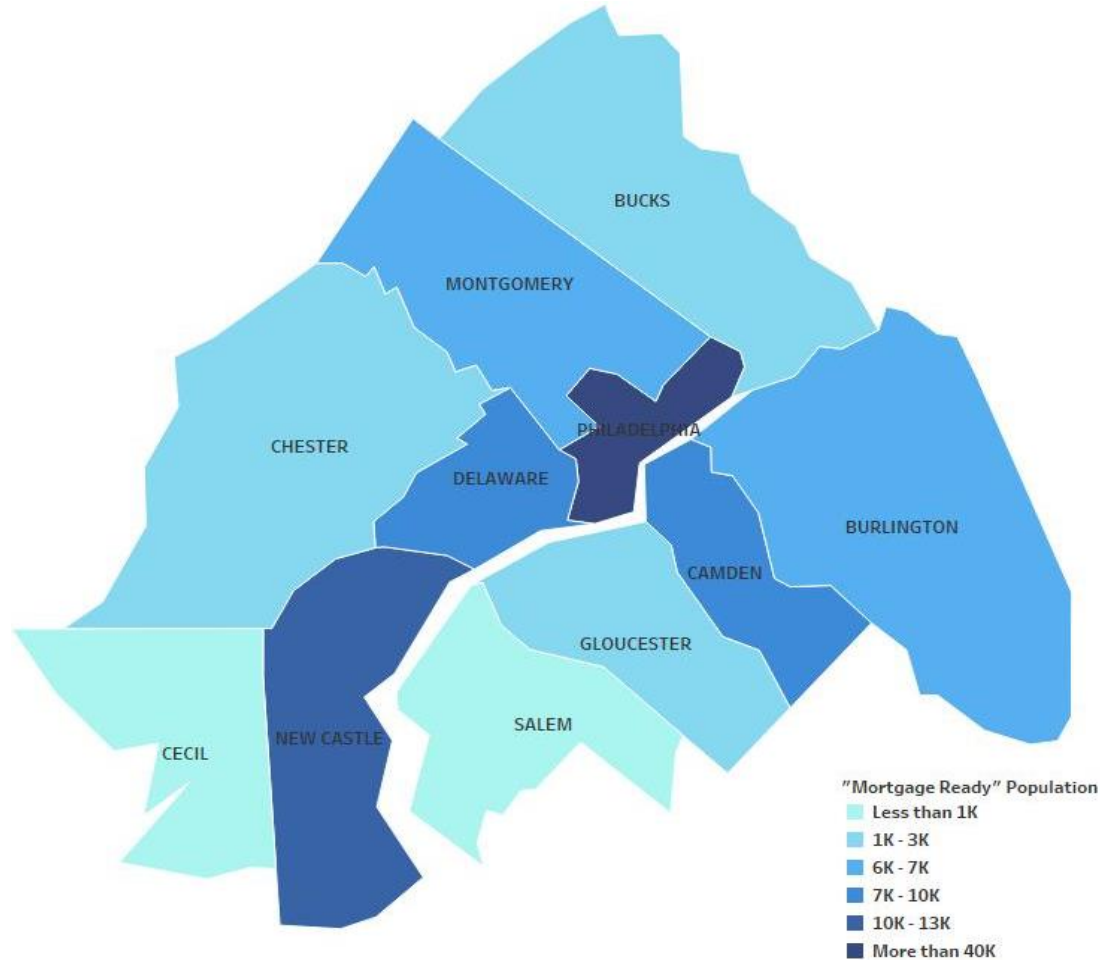 BUCKS
MONTGOMERY
PHILADELPHIA
CHESTER
DELAWARE
BURLINGTON
CAMDEN
GLOUCESTER
SALEM
NEW CASTLE
CECIL
"Mortgage Ready" Population
Less than 1K
1K - 3K
6K - 7K
7K - 10K
10K - 13K
More than 40K